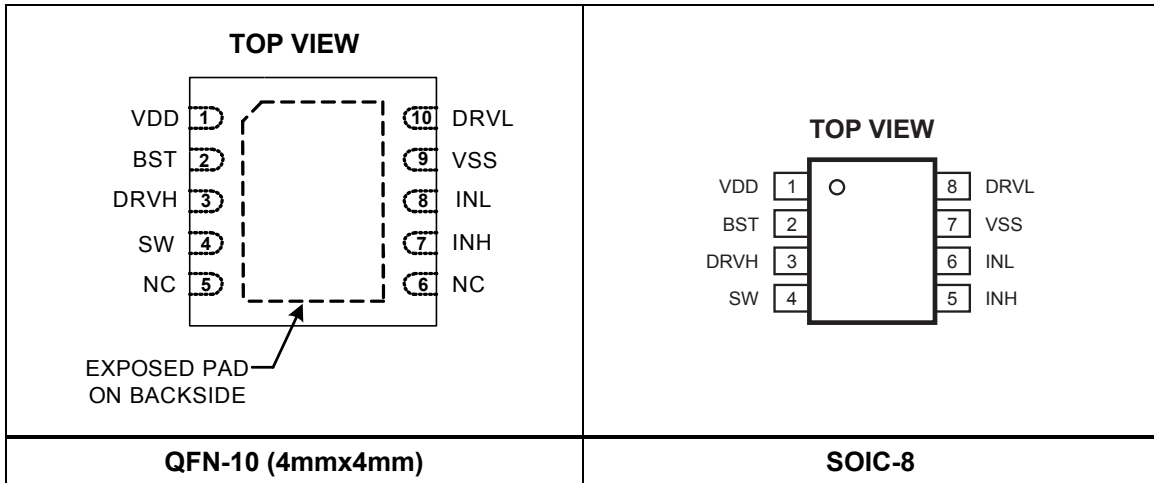 TOP VIEW
VDD 1 10 DRVL
BST 2 9 VSS
DRVH 3 8 INL
SW 4 7 INH
NC 5 6 NC
EXPOSED PAD
ON BACKSIDE
QFN-10 (4mmx4mm)
TOP VIEW
VDD 1 8 DRVL
BST 2 7 VSS
DRVH 3 6 INL
SW 4 5 INH
SOIC-8